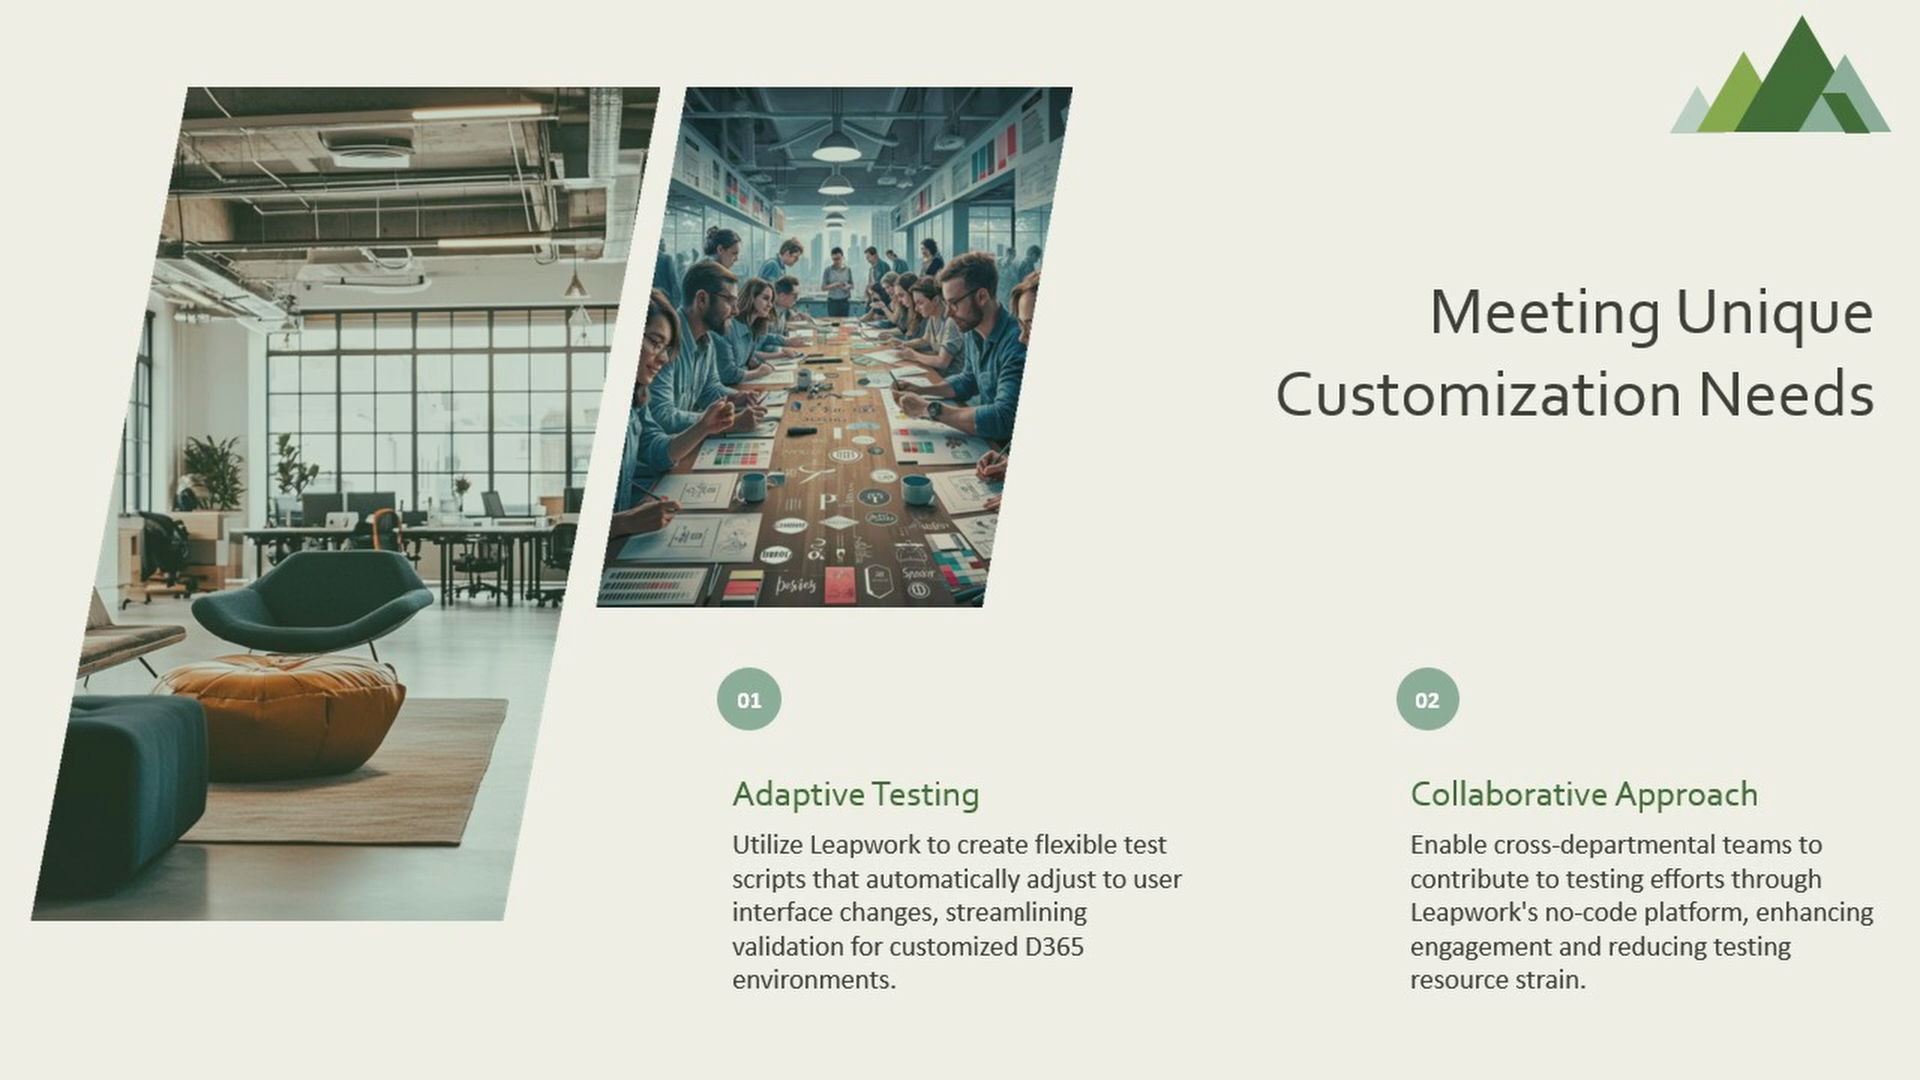 Meeting Unique
Customization Needs
01
Adaptive Testing
Utilize Leapwork to create flexible test
scripts that automatically adjust to user
interface changes, streamlining
validation for customized D365
environments.
02
Collaborative Approach
Enable cross-departmental teams to
contribute to testing efforts through
Leapwork's no-code platform, enhancing
engagement and reducing testing
resource strain.